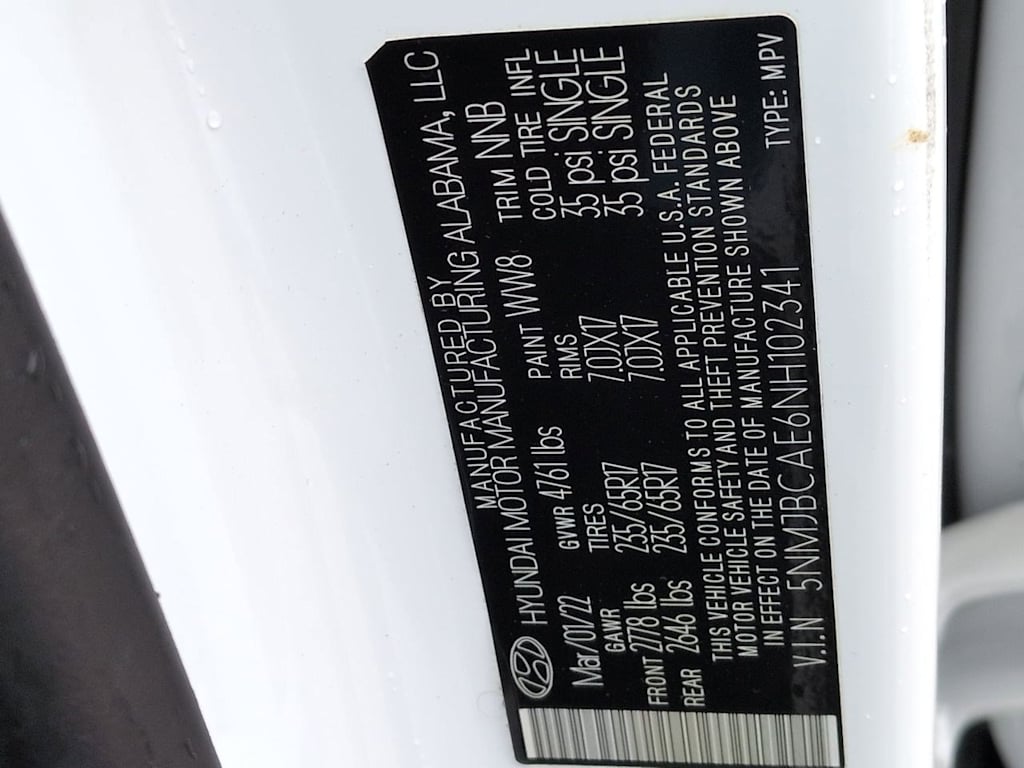 MANUFACTURED BY
HYUNDAI MOTOR MANUFACTURING ALABAMA, LLC
Mar/01/22 GVWR 4761 lbs PAINT WW8 TRIM NNB
GAWR TIRES RIMS COLD TIRE INFL
FRONT 2778 lbs 235/65R17 7.0JX17 35 psi SINGLE
REAR 2646 lbs 235/65R17 7.0JX17 35 psi SINGLE
THIS VEHICLE CONFORMS TO ALL APPLICABLE U.S.A. FEDERAL
MOTOR VEHICLE SAFETY AND THEFT PREVENTION STANDARDS
IN EFFECT ON THE DATE OF MANUFACTURE SHOWN ABOVE
V.I.N 5NMJBCAE6NH102341 TYPE: MPV